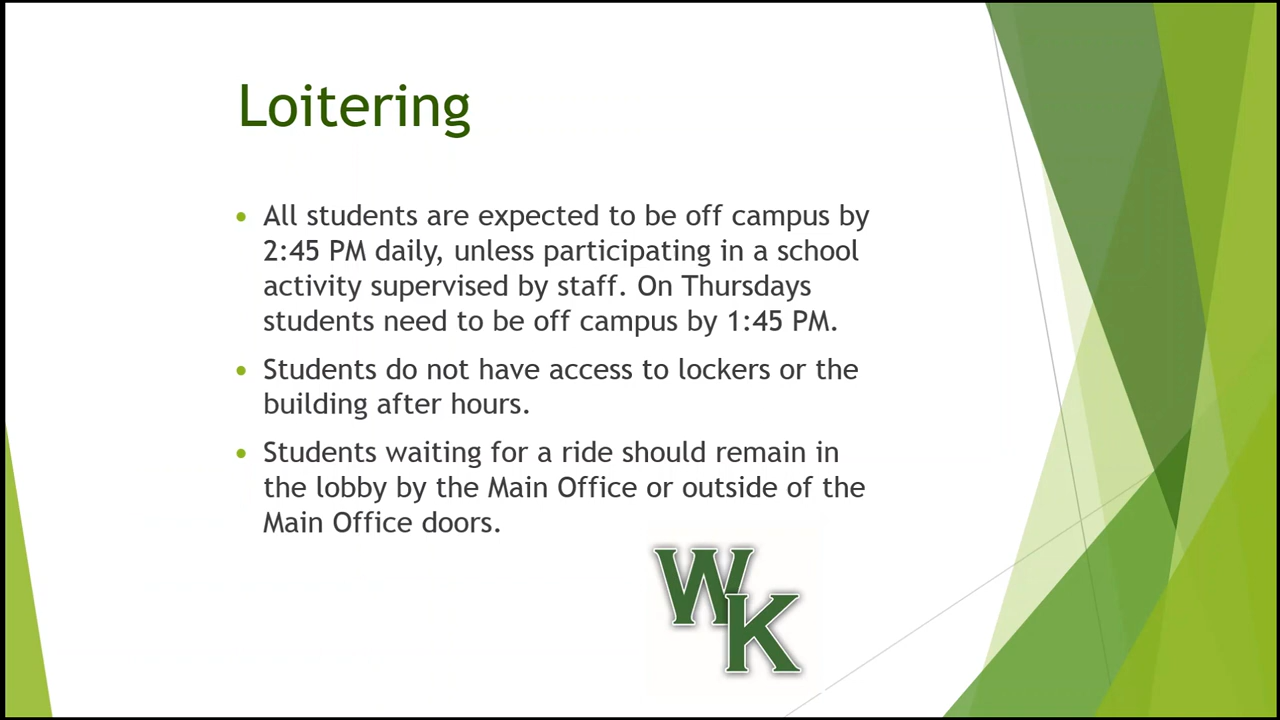 Loitering
• All students are expected to be off campus by
2:45 PM daily, unless participating in a school
activity supervised by staff. On Thursdays
students need to be off campus by 1:45 PM.
• Students do not have access to lockers or the
building after hours.
• Students waiting for a ride should remain in
the lobby by the Main Office or outside of the
Main Office doors.
WK